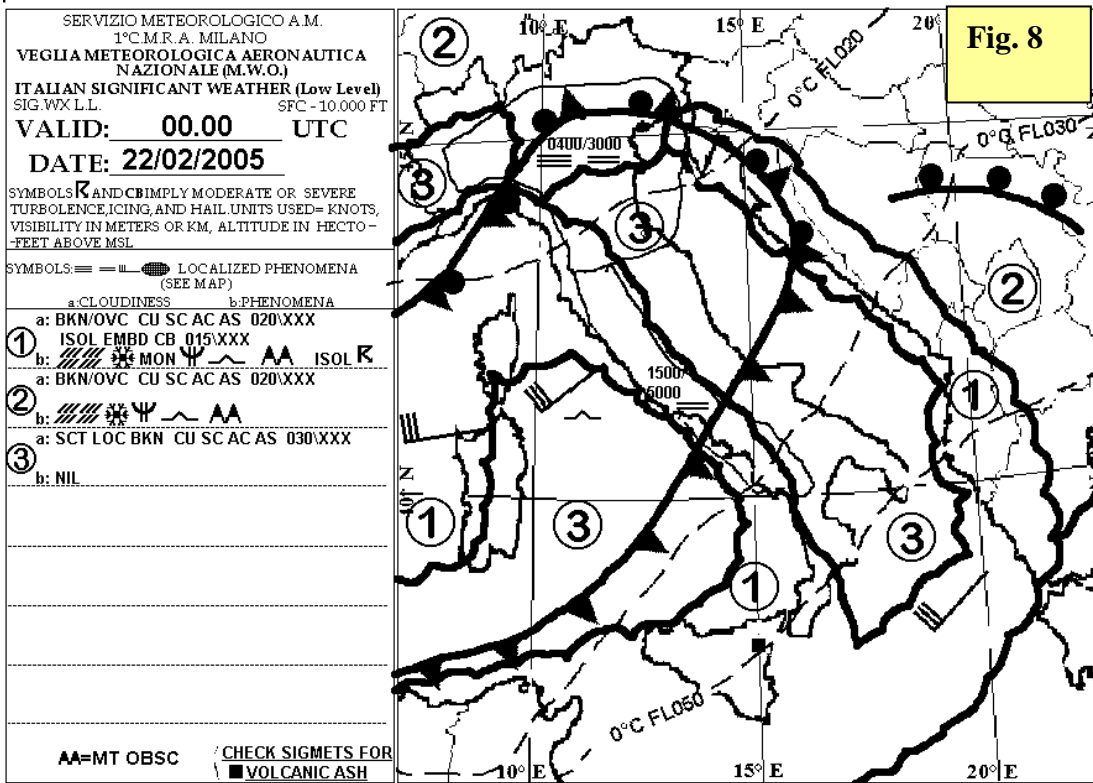 SERVIZIO METEOROLOGICO A.M.
1°C.M.R.A. MILANO
VEGLIA METEOROLOGICA AERONAUTICA
NAZIONALE (M.W.O.)
ITALIAN SIGNIFICANT WEATHER (Low Level)
SIG.WX L.L. SFC - 10.000 FT
VALID: 00.00 UTC
DATE: 22/02/2005
SYMBOLS AND CB IMPLY MODERATE OR SEVERE
TURBOLENCE,ICING, AND HAIL.UNITS USED= KNOTS,
VISIBILITY IN METERS OR KM, ALTITUDE IN HECTO-
-FEET ABOVE MSL
SYMBOLS: LOCALIZED PHENOMENA
(SEE MAP)
a:CLOUDINESS b:PHENOMENA
1
a: BKN/OVC CU SC AC AS 020\XXX
ISOL EMBD CB 015\XXX
b: MON AA ISOL
2
a: BKN/OVC CU SC AC AS 020\XXX
b: AA
3
a: SCT LOC BKN CU SC AC AS 030\XXX
b: NIL
AA=MT OBSC
CHECK SIGMETS FOR
VOLCANIC ASH
10° E
15° E
20°
Fig. 8
2
0°C FL020
0°C FL030
0400/3000
3
3
2
1500/
5000
1
1
3
3
1
0°C FL050
10° E
15° E
20° E